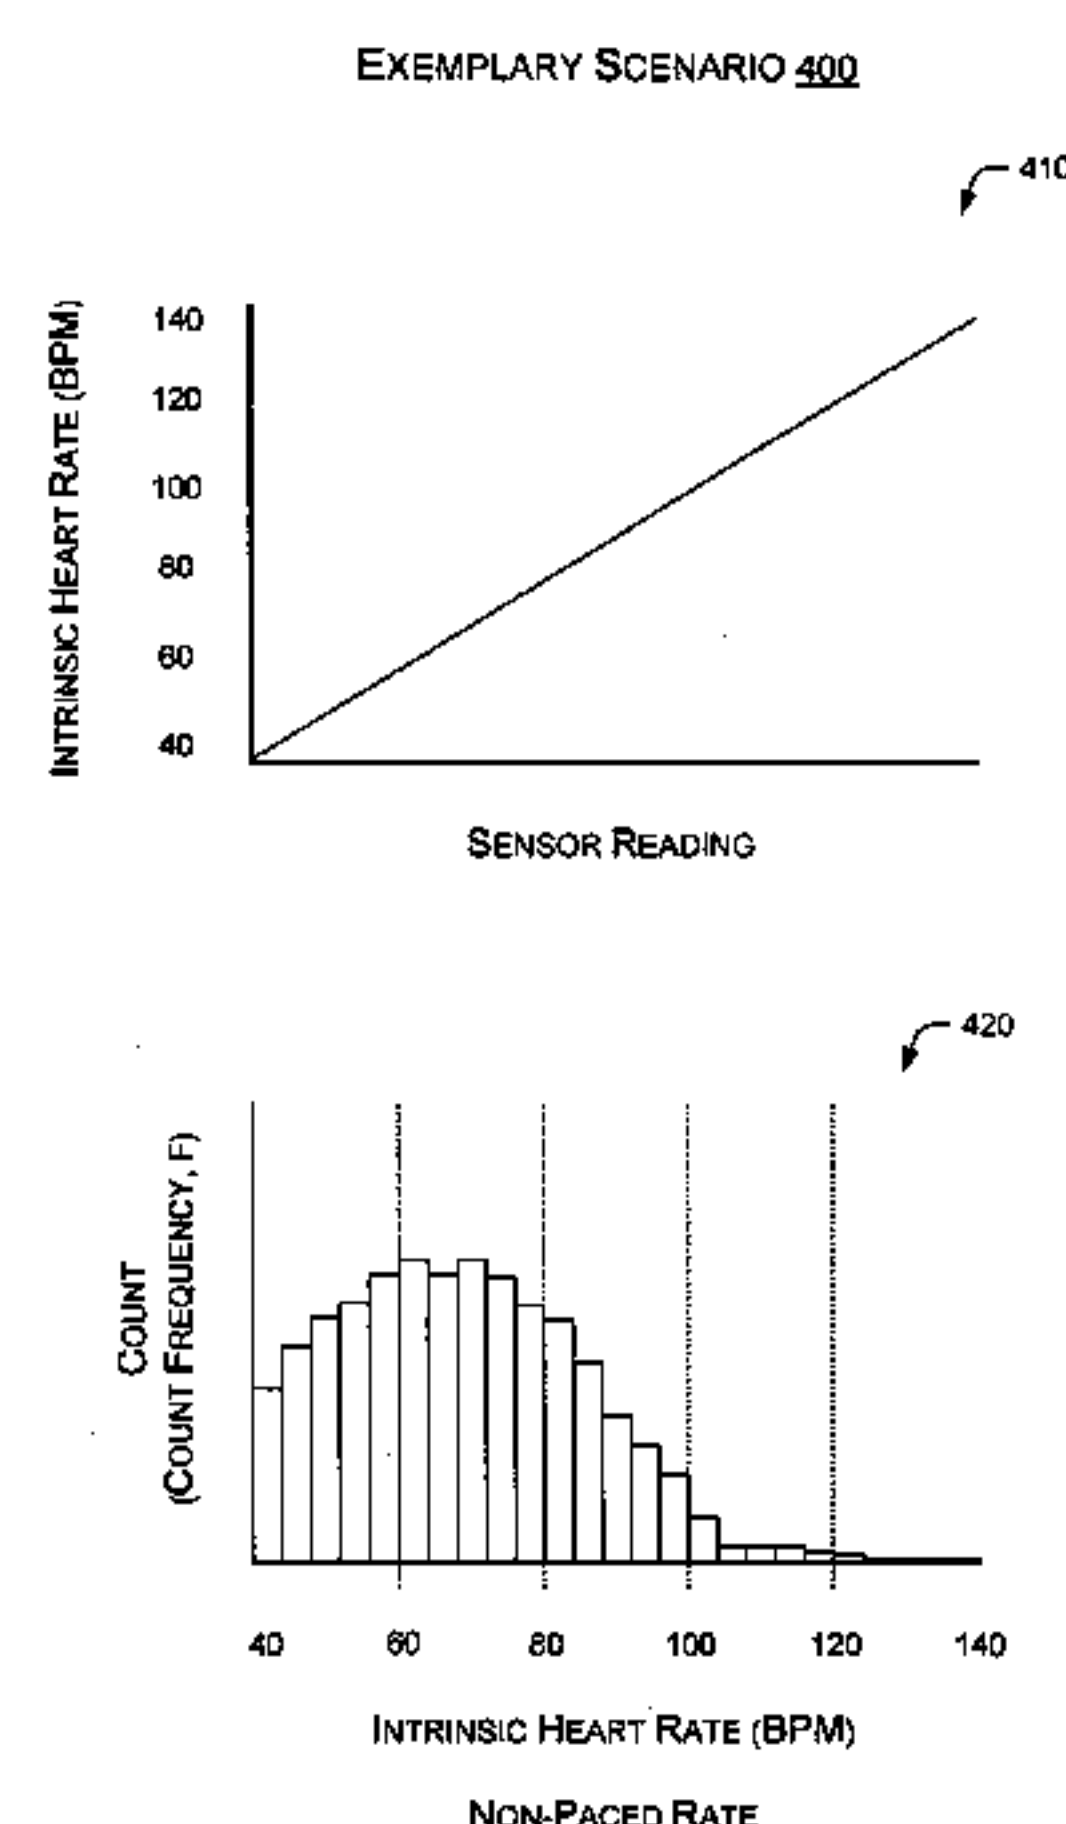 EXEMPLARY SCENARIO 400
410
INTRINSIC HEART RATE (BPM)
140
120
100
80
60
40
SENSOR READING
420
COUNT
(COUNT FREQUENCY, F)
40 60 80 100 120 140
INTRINSIC HEART RATE (BPM)
NON-PACED RATE